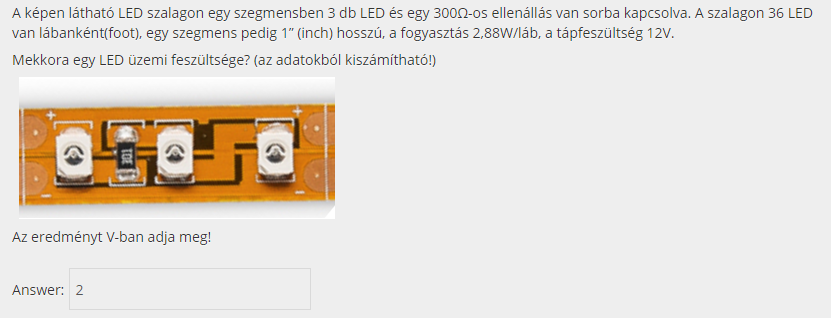 A képen látható LED szalagon egy szegmensben 3 db LED és egy 300Ω-os ellenállás van sorba kapcsolva. A szalagon 36 LED
van lábanként(foot), egy szegmens pedig 1" (inch) hosszú, a fogyasztás 2,88W/láb, a tápfeszültség 12V.
Mekkora egy LED üzemi feszültsége? (az adatokból kiszámítható!)
+
+
-
-
Az eredményt V-ban adja meg!
Answer: 2